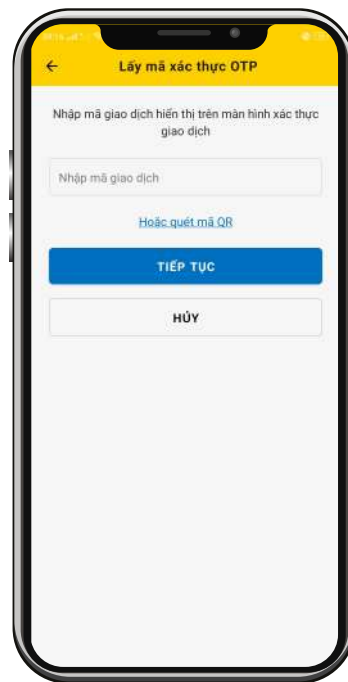 Lấy mã xác thực OTP
Nhập mã giao dịch hiển thị trên màn hình xác thực
giao dịch
Nhập mã giao dịch
Hoặc quét mã QR
TIẾP TỤC
HỦY